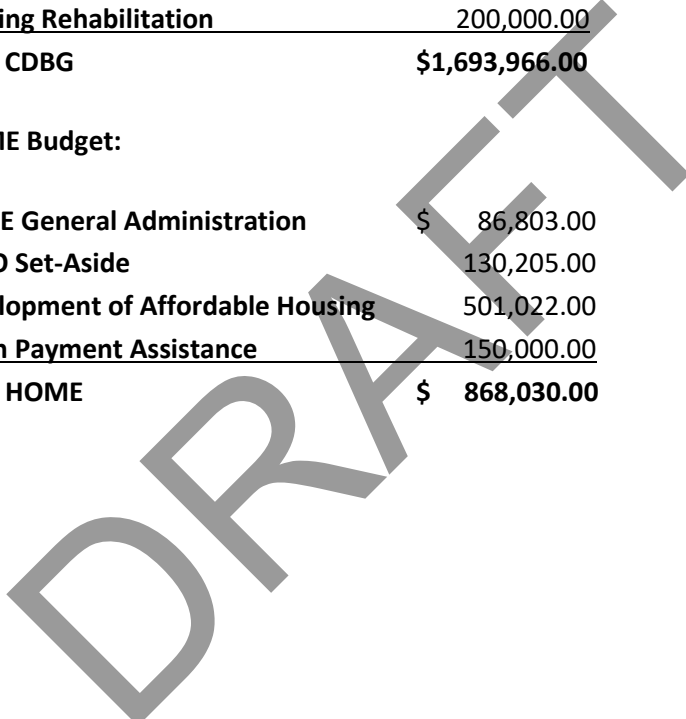 ing Rehabilitation 200,000.00
CDBG $1,693,966.00
ME Budget:
E General Administration $ 86,803.00
O Set-Aside 130,205.00
lopment of Affordable Housing 501,022.00
n Payment Assistance 150,000.00
HOME $ 868,030.00
DRAFT